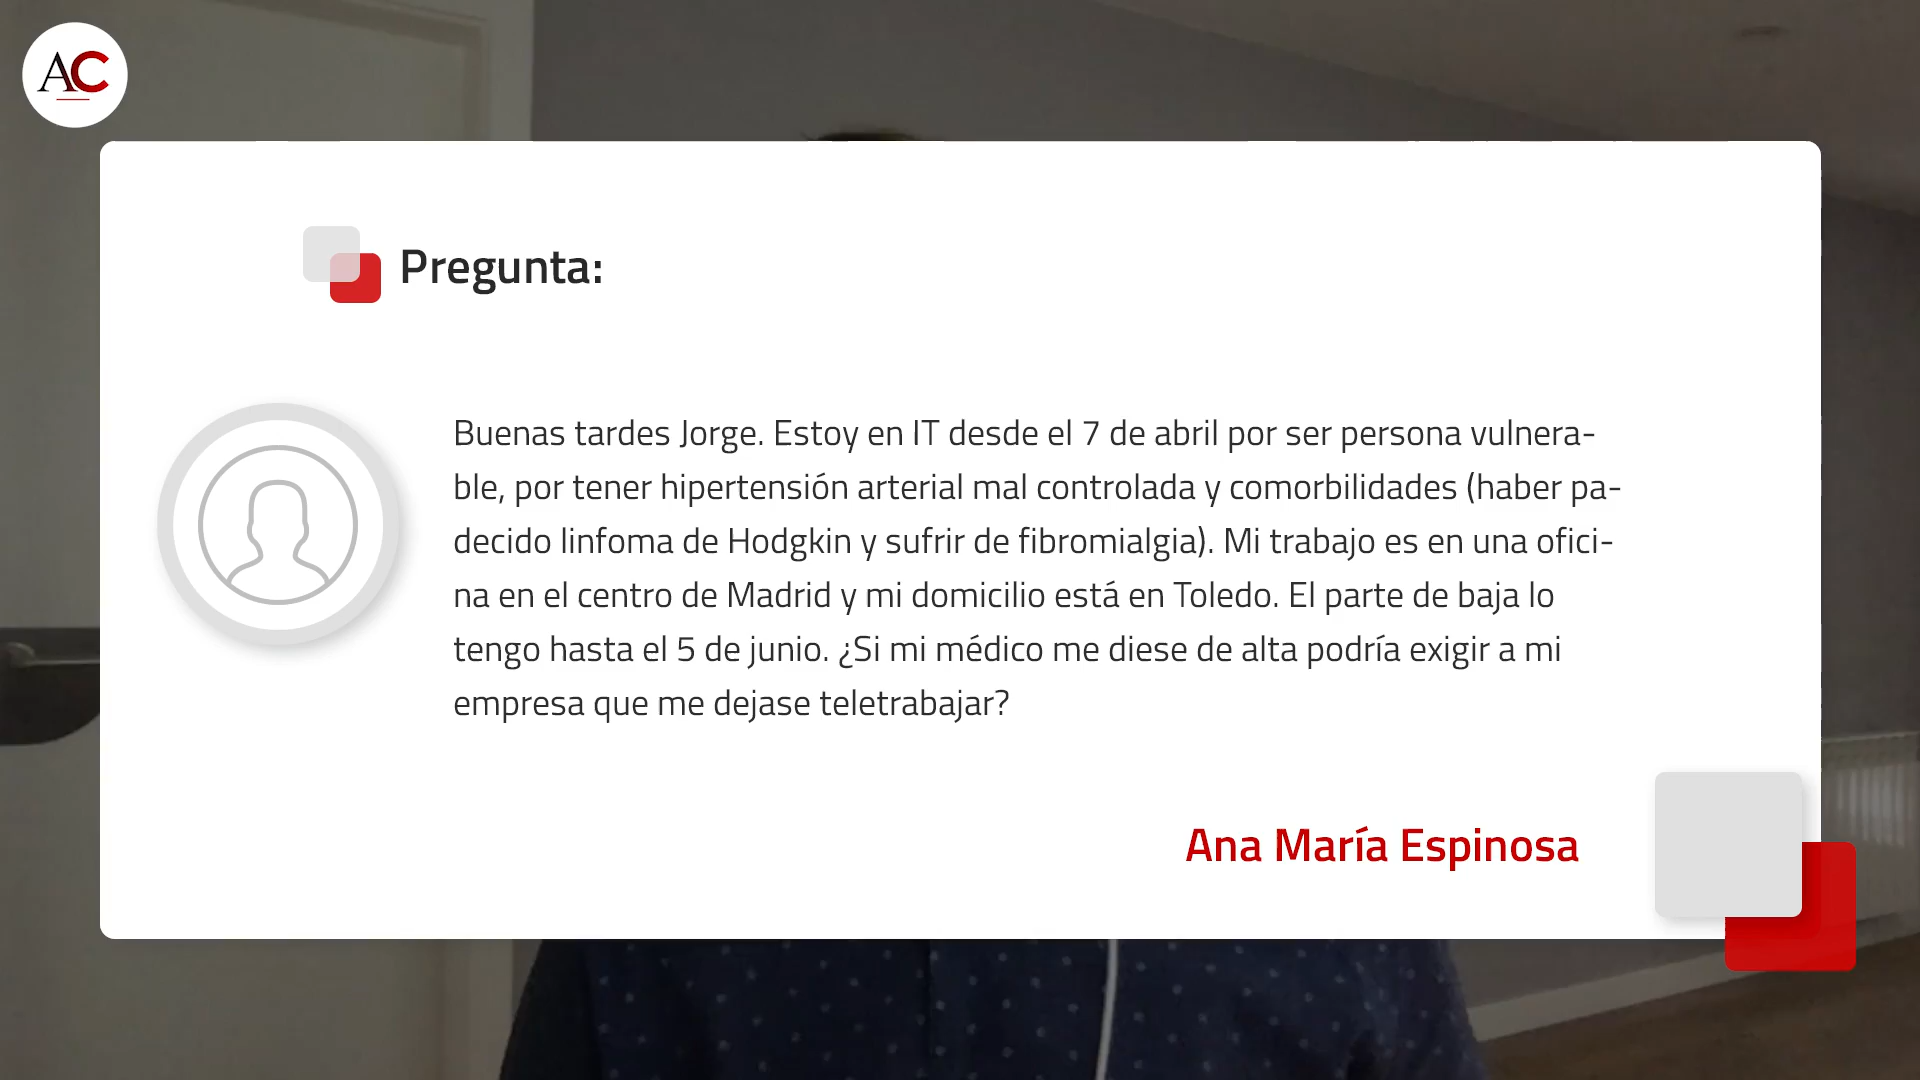 AC
Pregunta:
Buenas tardes Jorge. Estoy en IT desde el 7 de abril por ser persona vulnera-
ble, por tener hipertensión arterial mal controlada y comorbilidades (haber pa-
decido linfoma de Hodgkin y sufrir de fibromialgia). Mi trabajo es en una ofici-
na en el centro de Madrid y mi domicilio está en Toledo. El parte de baja lo
tengo hasta el 5 de junio. ¿Si mi médico me diese de alta podría exigir a mi
empresa que me dejase teletrabajar?
Ana María Espinosa